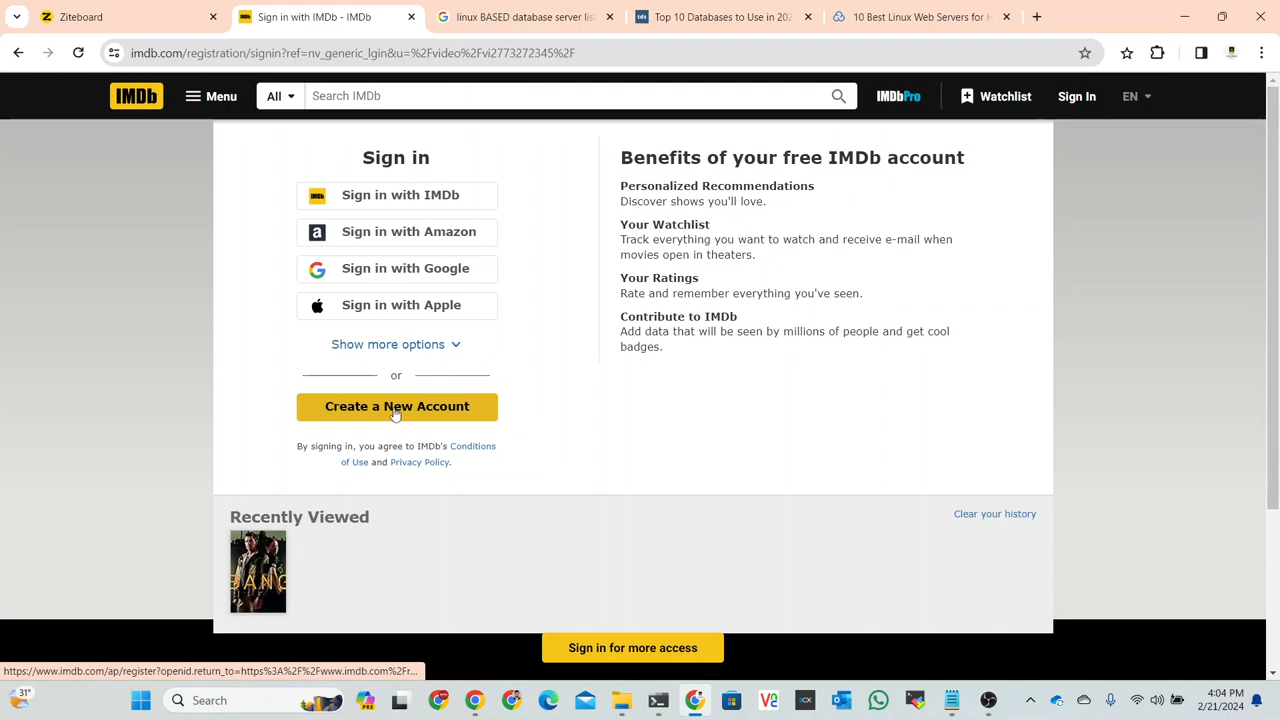 Ziteboard
Sign in with IMDb - IMDb
linux BASED database server lis
Top 10 Databases to Use in 202
10 Best Linux Web Servers for H
imdb.com/registration/signin?ref=nv_generic_lgin&u=%2Fvideo%2Fvi2773272345%2F
IMDb
Menu
All
Search IMDb
IMDbPro
Watchlist
Sign In
EN
Sign in
Sign in with IMDb
Sign in with Amazon
Sign in with Google
Sign in with Apple
Show more options
or
Create a New Account
By signing in, you agree to IMDb's Conditions
of Use and Privacy Policy.
Benefits of your free IMDb account
Personalized Recommendations
Discover shows you'll love.
Your Watchlist
Track everything you want to watch and receive e-mail when
movies open in theaters.
Your Ratings
Rate and remember everything you've seen.
Contribute to IMDb
Add data that will be seen by millions of people and get cool
badges.
Recently Viewed
Clear your history
Sign in for more access
https://www.imdb.com/ap/register?openid.return_to=https%3A%2F%2Fwww.imdb.com%2Fr...
31°
Search
4:04 PM
2/21/2024